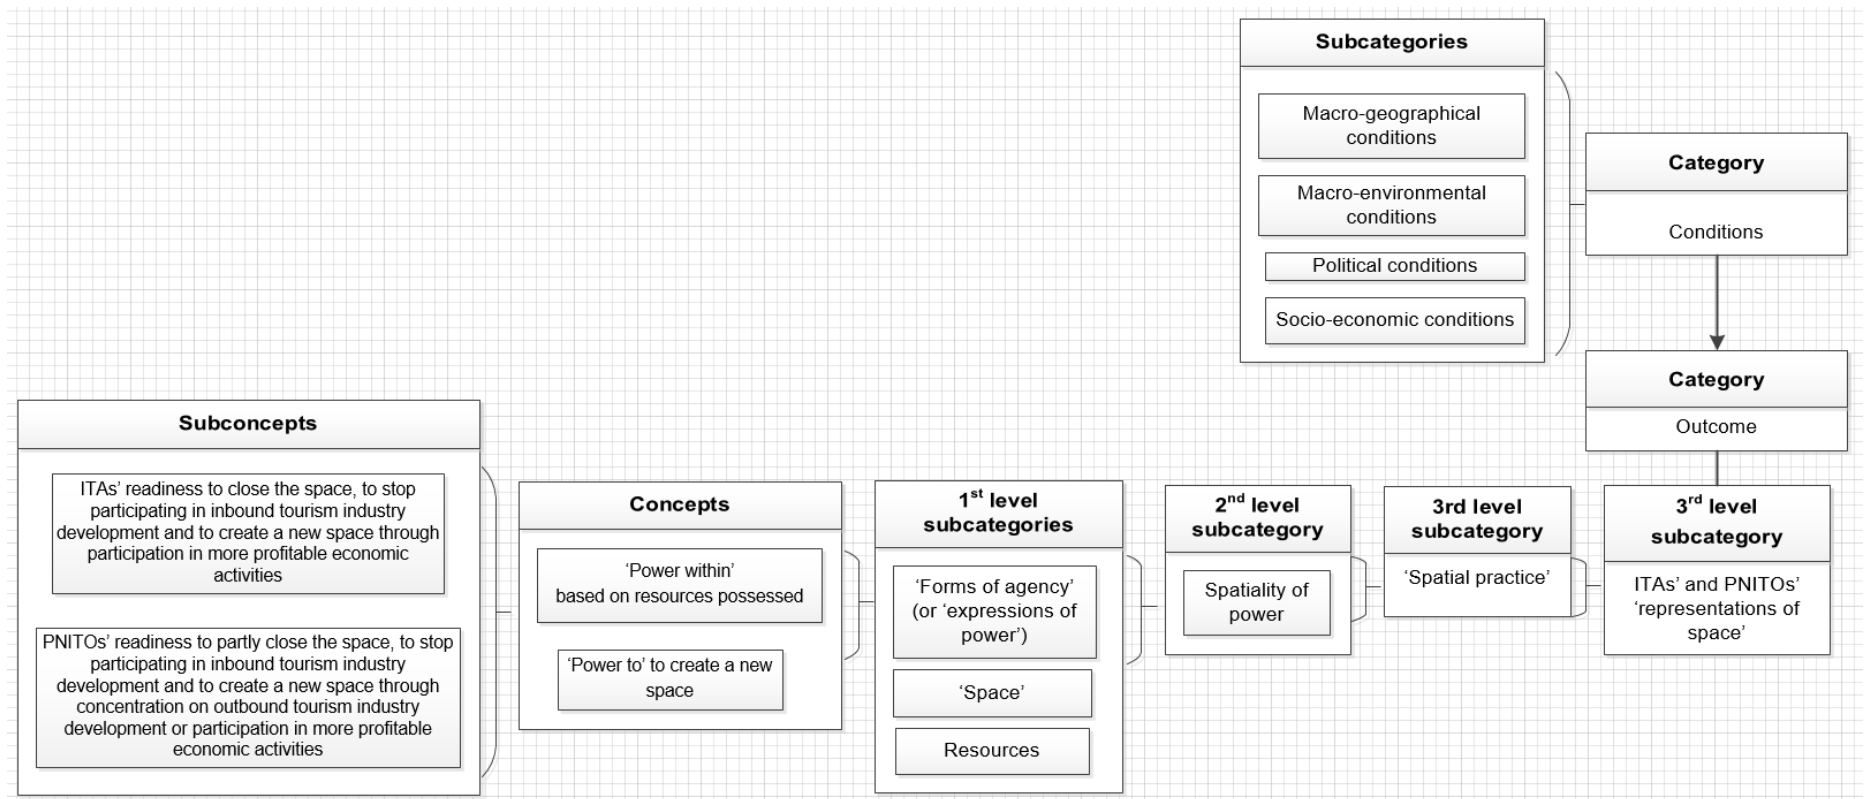 Subcategories
Macro-geographical
conditions
Macro-environmental
conditions
Political conditions
Socio-economic conditions
Category
Conditions
Category
Outcome
Subconcepts
ITAs’ readiness to close the space, to stop
participating in inbound tourism industry
development and to create a new space through
participation in more profitable economic
activities
PNITOs’ readiness to partly close the space, to stop
participating in inbound tourism industry
development and to create a new space through
concentration on outbound tourism industry
development or participation in more profitable
economic activities
Concepts
‘Power within’
based on resources possessed
‘Power to’ to create a new
space
1st level
subcategories
‘Forms of agency’
(or ‘expressions of
power’)
‘Space’
Resources
2nd level
subcategory
Spatiality of
power
3rd level
subcategory
‘Spatial practice’
3rd level
subcategory
ITAs’ and PNITOs’
‘representations of
space’